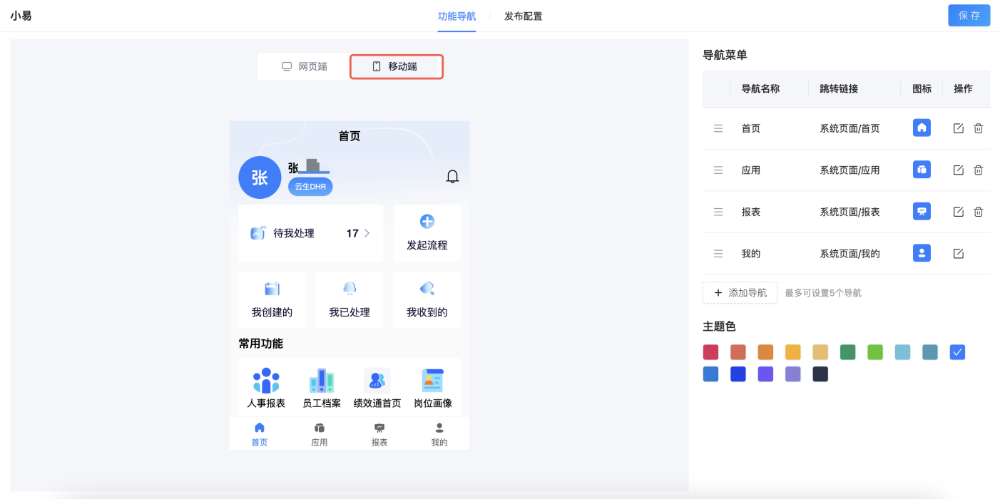 小易
功能导航
发布配置
保 存
网页端
移动端
首页
张
张
云生DHR
待我处理
17
发起流程
我创建的
我已处理
我收到的
常用功能
人事报表
员工档案
绩效通首页
岗位画像
首页
应用
报表
我的
导航菜单
导航名称 跳转链接 图标 操作
首页 系统页面/首页
应用 系统页面/应用
报表 系统页面/报表
我的 系统页面/我的
添加导航 最多可设置5个导航
主题色